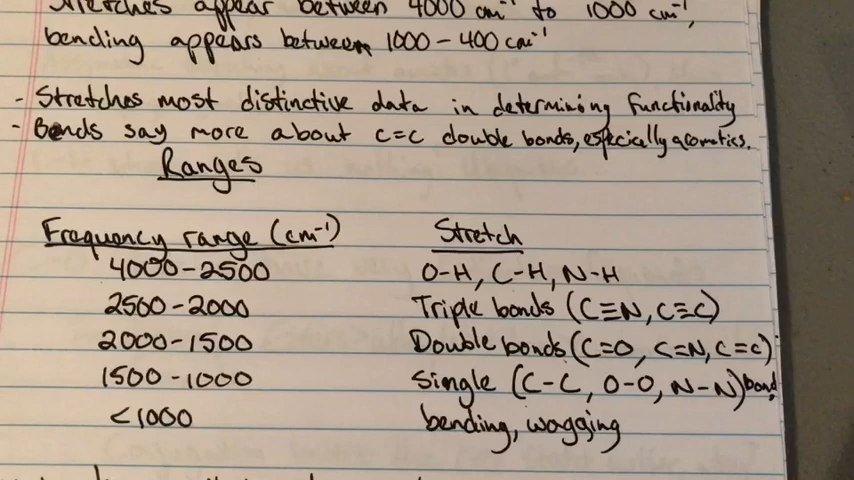 Stretches appear between 4000 cm⁻¹ to 1000 cm⁻¹,
bending appears between 1000 - 400 cm⁻¹
- Stretches most distinctive data in determining functionality
- Bends say more about C=C double bonds, especially aromatics.
Ranges
Frequency range (cm⁻¹) Stretch
4000-2500 O-H, C-H, N-H
2500-2000 Triple bonds (C≡N, C≡C)
2000-1500 Double bonds (C=O, C=N, C=C)
1500-1000 Single (C-C, O-O, N-N) bond
<1000 bending, wagging